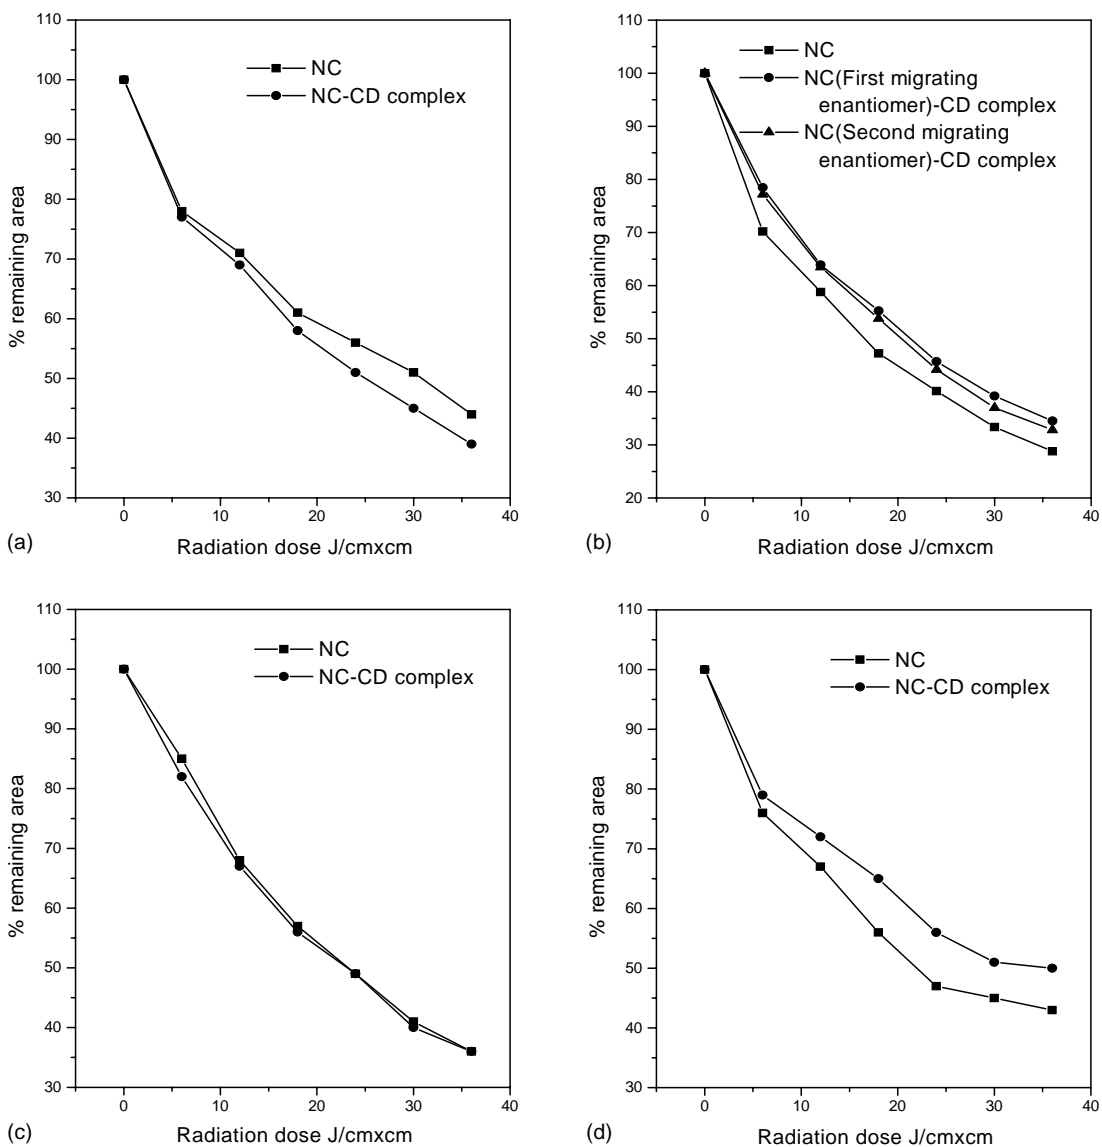 110
100
90
80
70
60
50
40
30
% remaining area
NC
NC-CD complex
0
10
20
30
40
Radiation dose J/cmxcm
(a)
110
100
90
80
70
60
50
40
30
20
% remaining area
NC
NC(First migrating
enantiomer)-CD complex
NC(Second migrating
enantiomer)-CD complex
0
10
20
30
40
Radiation dose J/cmxcm
(b)
110
100
90
80
70
60
50
40
30
% remaining area
NC
NC-CD complex
0
10
20
30
40
Radiation dose J/cmxcm
(c)
110
100
90
80
70
60
50
40
30
% remaining area
NC
NC-CD complex
0
10
20
30
40
Radiation dose J/cmxcm
(d)